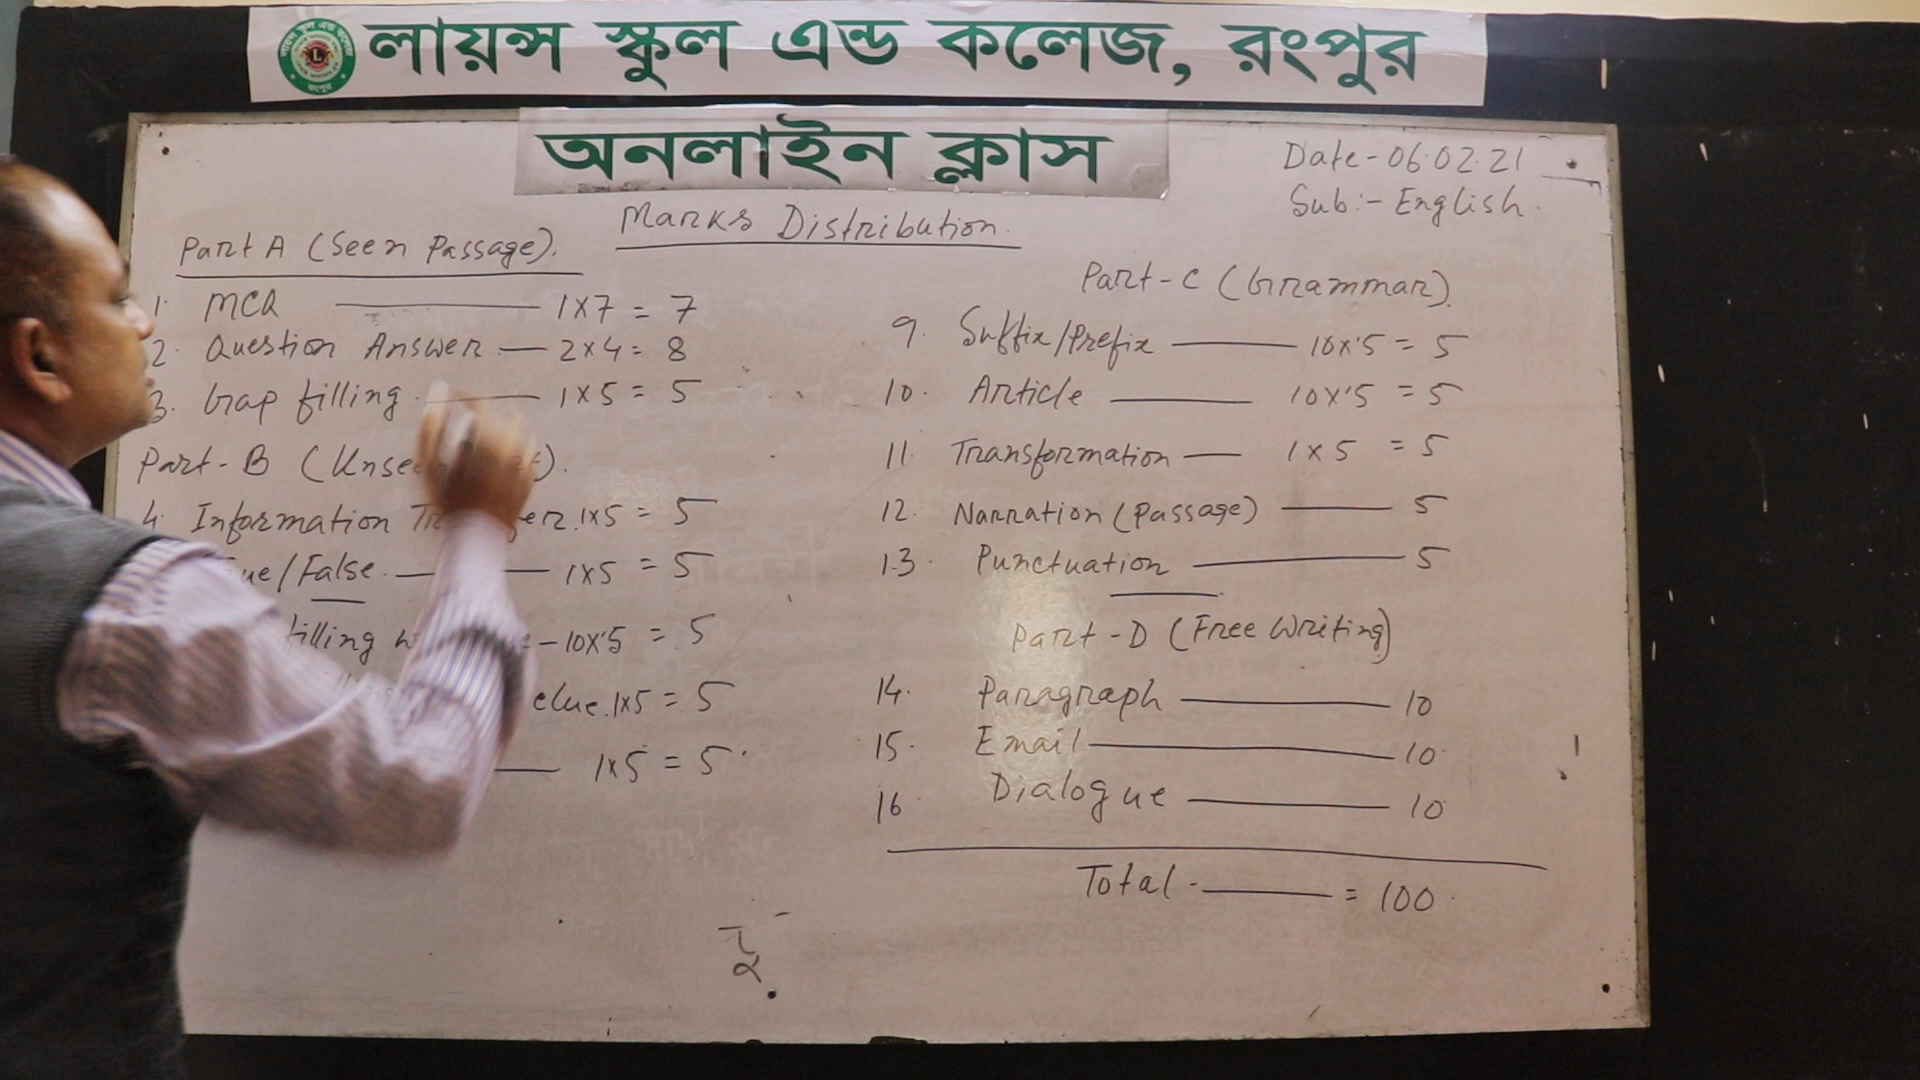 লায়ন্স স্কুল এন্ড কলেজ, রংপুর
অনলাইন ক্লাস
Date-06.02.21
Sub:- English.
Marks Distribution.
Part A (Seen Passage).
1. MCQ — 1x7 = 7
2. Question Answer — 2x4 = 8
3. Gap filling — 1x5 = 5
Part-B (
4. Information 1x5 = 5
/False. — 1x5 = 5
filling — 10x.5 = 5
clue. 1x5 = 5
— 1x5 = 5
Part-C (Grammar).
9. Suffix/Prefix — 10x.5 = 5
10. Article — 10x.5 = 5
11. Transformation — 1x5 = 5
12. Narration (Passage) — 5
13. Punctuation — 5
Part-D (Free Writing)
14. Paragraph — 10
15. Email — 10
16 Dialogue — 10
Total - — = 100